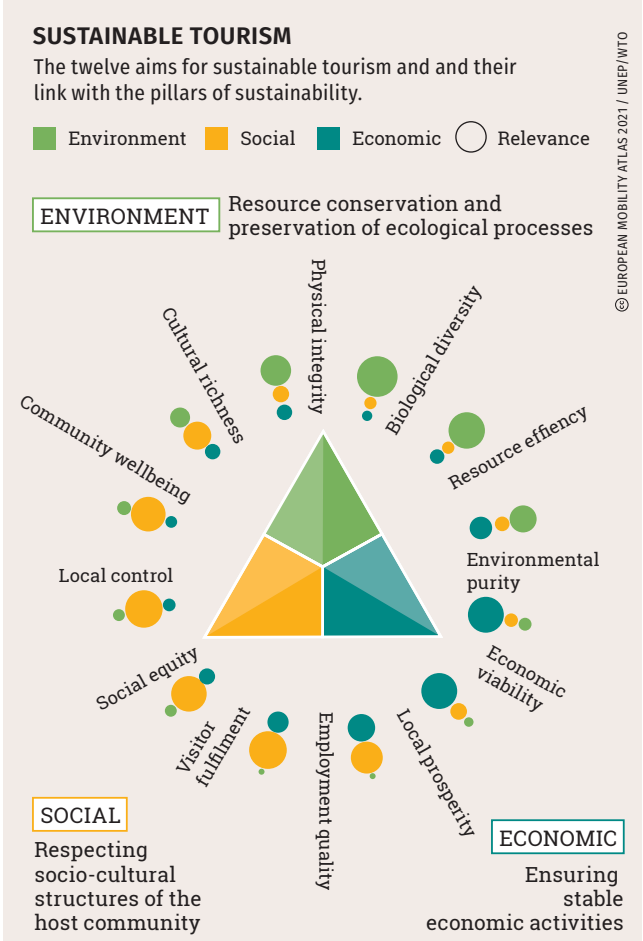 SUSTAINABLE TOURISM
The twelve aims for sustainable tourism and and their
link with the pillars of sustainability.
Environment
Social
Economic
Relevance
© EUROPEAN MOBILITY ATLAS 2021 / UNEP/WTO
ENVIRONMENT
Resource conservation and
preservation of ecological processes
Physical integrity
Biological diversity
Resource effiency
Environmental
purity
Economic
viability
Local prosperity
Employment quality
Visitor
fulfilment
Social equity
Local control
Community wellbeing
Cultural richness
SOCIAL
Respecting
socio-cultural
structures of the
host community
ECONOMIC
Ensuring
stable
economic activities